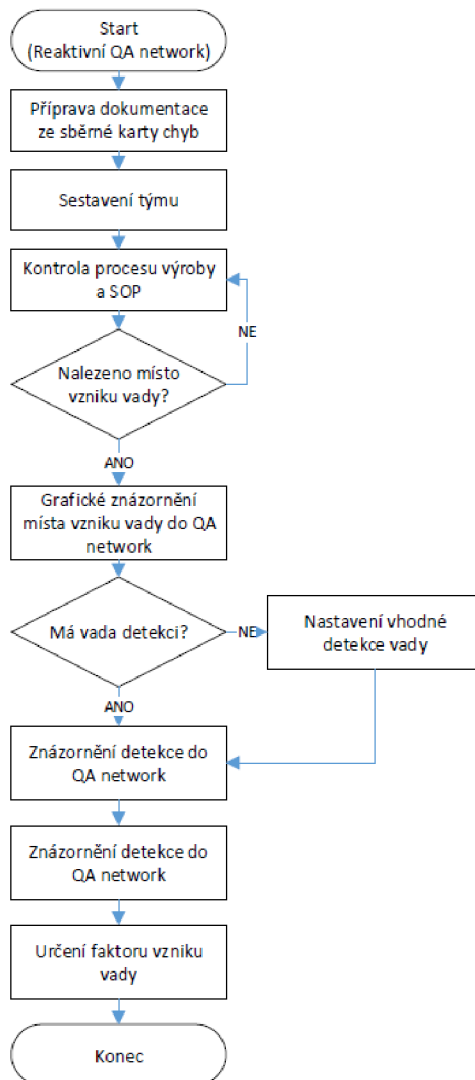 Start
(Reaktivní QA network)
Příprava dokumentace
ze sběrné karty chyb
Sestavení týmu
Kontrola procesu výroby
a SOP
NE
Nalezeno místo
vzniku vady?
ANO
Grafické znázornění
místa vzniku vady do QA
network
Má vada detekci?
NE
Nastavení vhodné
detekce vady
ANO
Znázornění detekce do
QA network
Znázornění detekce do
QA network
Určení faktoru vzniku
vady
Konec